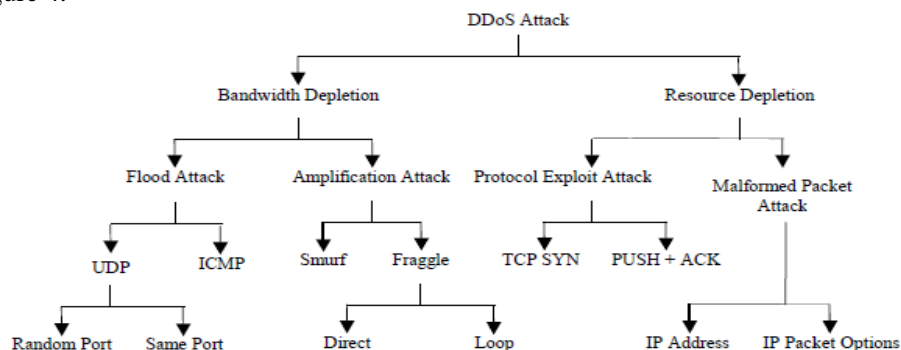 DDoS Attack
Bandwidth Depletion
Resource Depletion
Flood Attack
Amplification Attack
Protocol Exploit Attack
Malformed Packet
Attack
UDP
ICMP
Smurf
Fraggle
TCP SYN
PUSH + ACK
Random Port
Same Port
Direct
Loop
IP Address
IP Packet Options